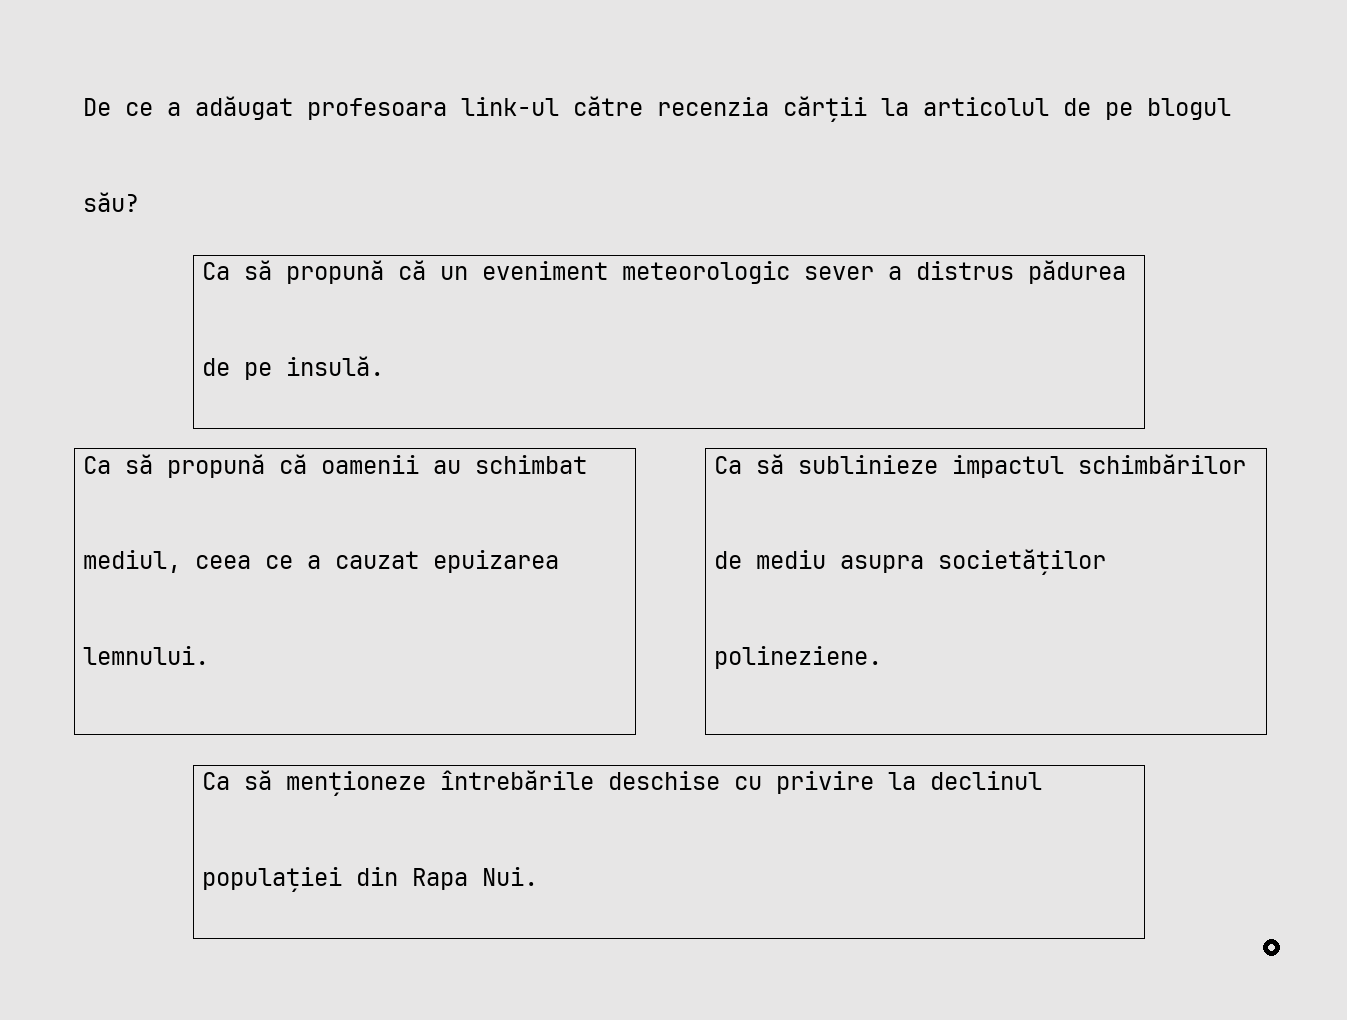 De ce a adăugat profesoara link-ul către recenzia cărții la articolul de pe blogul
său?
Ca să propună că un eveniment meteorologic sever a distrus pădurea
de pe insulă.
Ca să propună că oamenii au schimbat
mediul, ceea ce a cauzat epuizarea
lemnului.
Ca să sublinieze impactul schimbărilor
de mediu asupra societăților
polineziene.
Ca să menționeze întrebările deschise cu privire la declinul
populației din Rapa Nui.